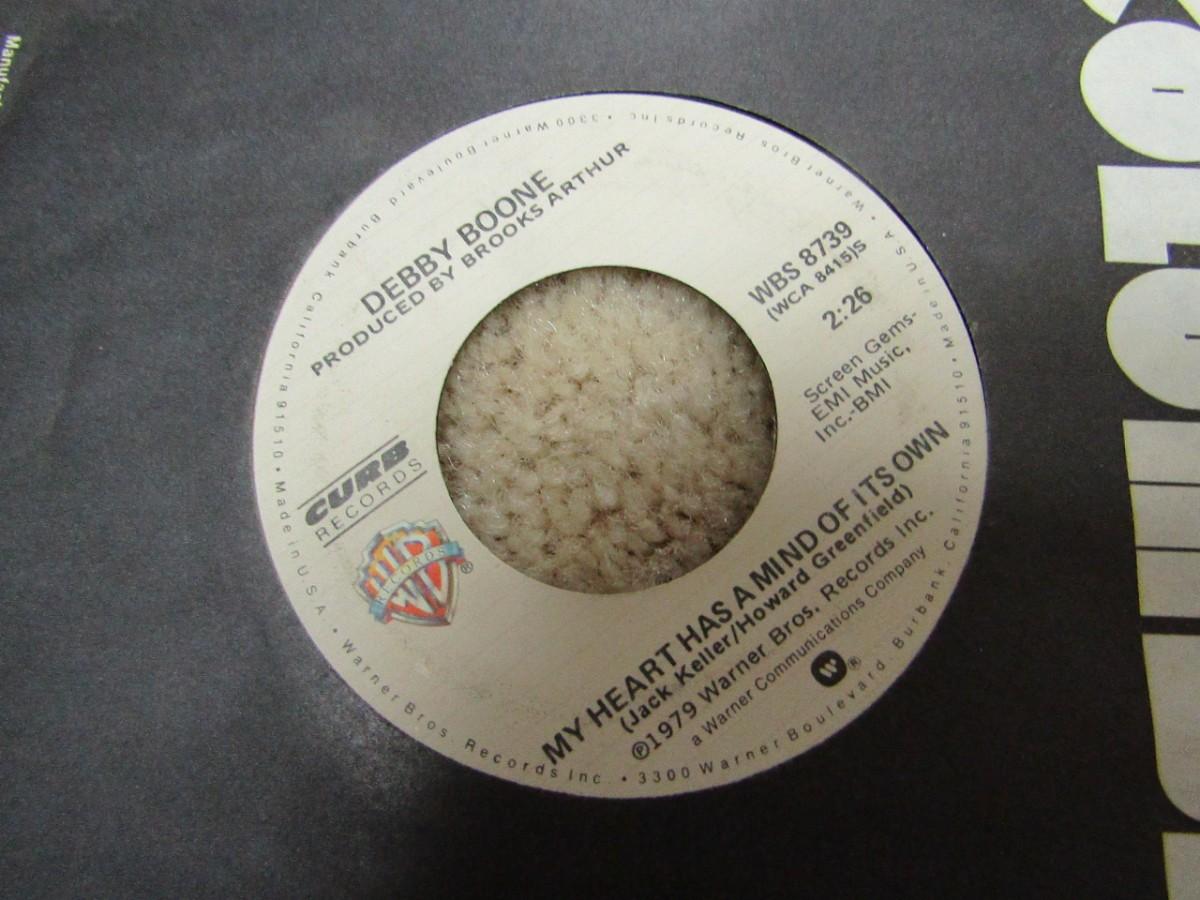 DEBBY BOONE
PRODUCED BY BROOKS ARTHUR
WBS 8739
(WCA 8415)S
2:26
Screen Gems-
EMI Music,
Inc.-BMI
CURB
RECORDS
RECORDS
®
MY HEART HAS A MIND OF ITS OWN
(Jack Keller/Howard Greenfield)
℗1979 Warner Bros. Records Inc.
a Warner Communications Company
®
Warner Bros. Records Inc. • 3300 Warner Boulevard, Burbank, California 91510 • Made in U.S.A. • Warner Bros. Records Inc. • 3300 Warner Boulevard Burbank California 91510 • Made in U.S.A. •